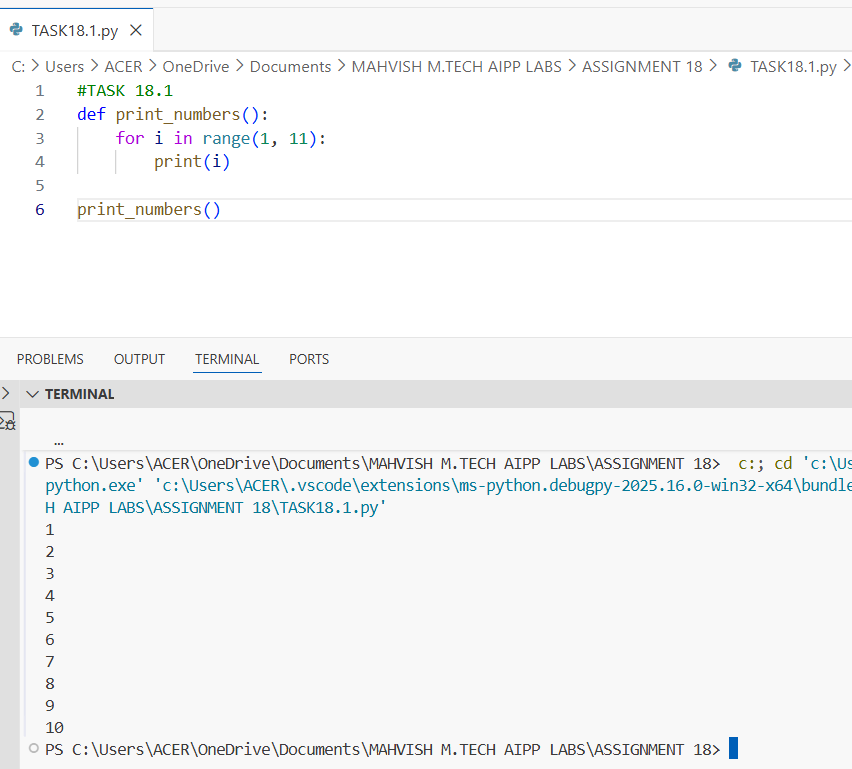 TASK18.1.py
C: > Users > ACER > OneDrive > Documents > MAHVISH M.TECH AIPP LABS > ASSIGNMENT 18 > TASK18.1.py >
1 #TASK 18.1
2 def print_numbers():
3     for i in range(1, 11):
4         print(i)
5
6 print_numbers()
PROBLEMS OUTPUT TERMINAL PORTS
TERMINAL
…
PS C:\Users\ACER\OneDrive\Documents\MAHVISH M.TECH AIPP LABS\ASSIGNMENT 18>  c:; cd 'c:\Us
python.exe' 'c:\Users\ACER\.vscode\extensions\ms-python.debugpy-2025.16.0-win32-x64\bundle
H AIPP LABS\ASSIGNMENT 18\TASK18.1.py'
1
2
3
4
5
6
7
8
9
10
PS C:\Users\ACER\OneDrive\Documents\MAHVISH M.TECH AIPP LABS\ASSIGNMENT 18>